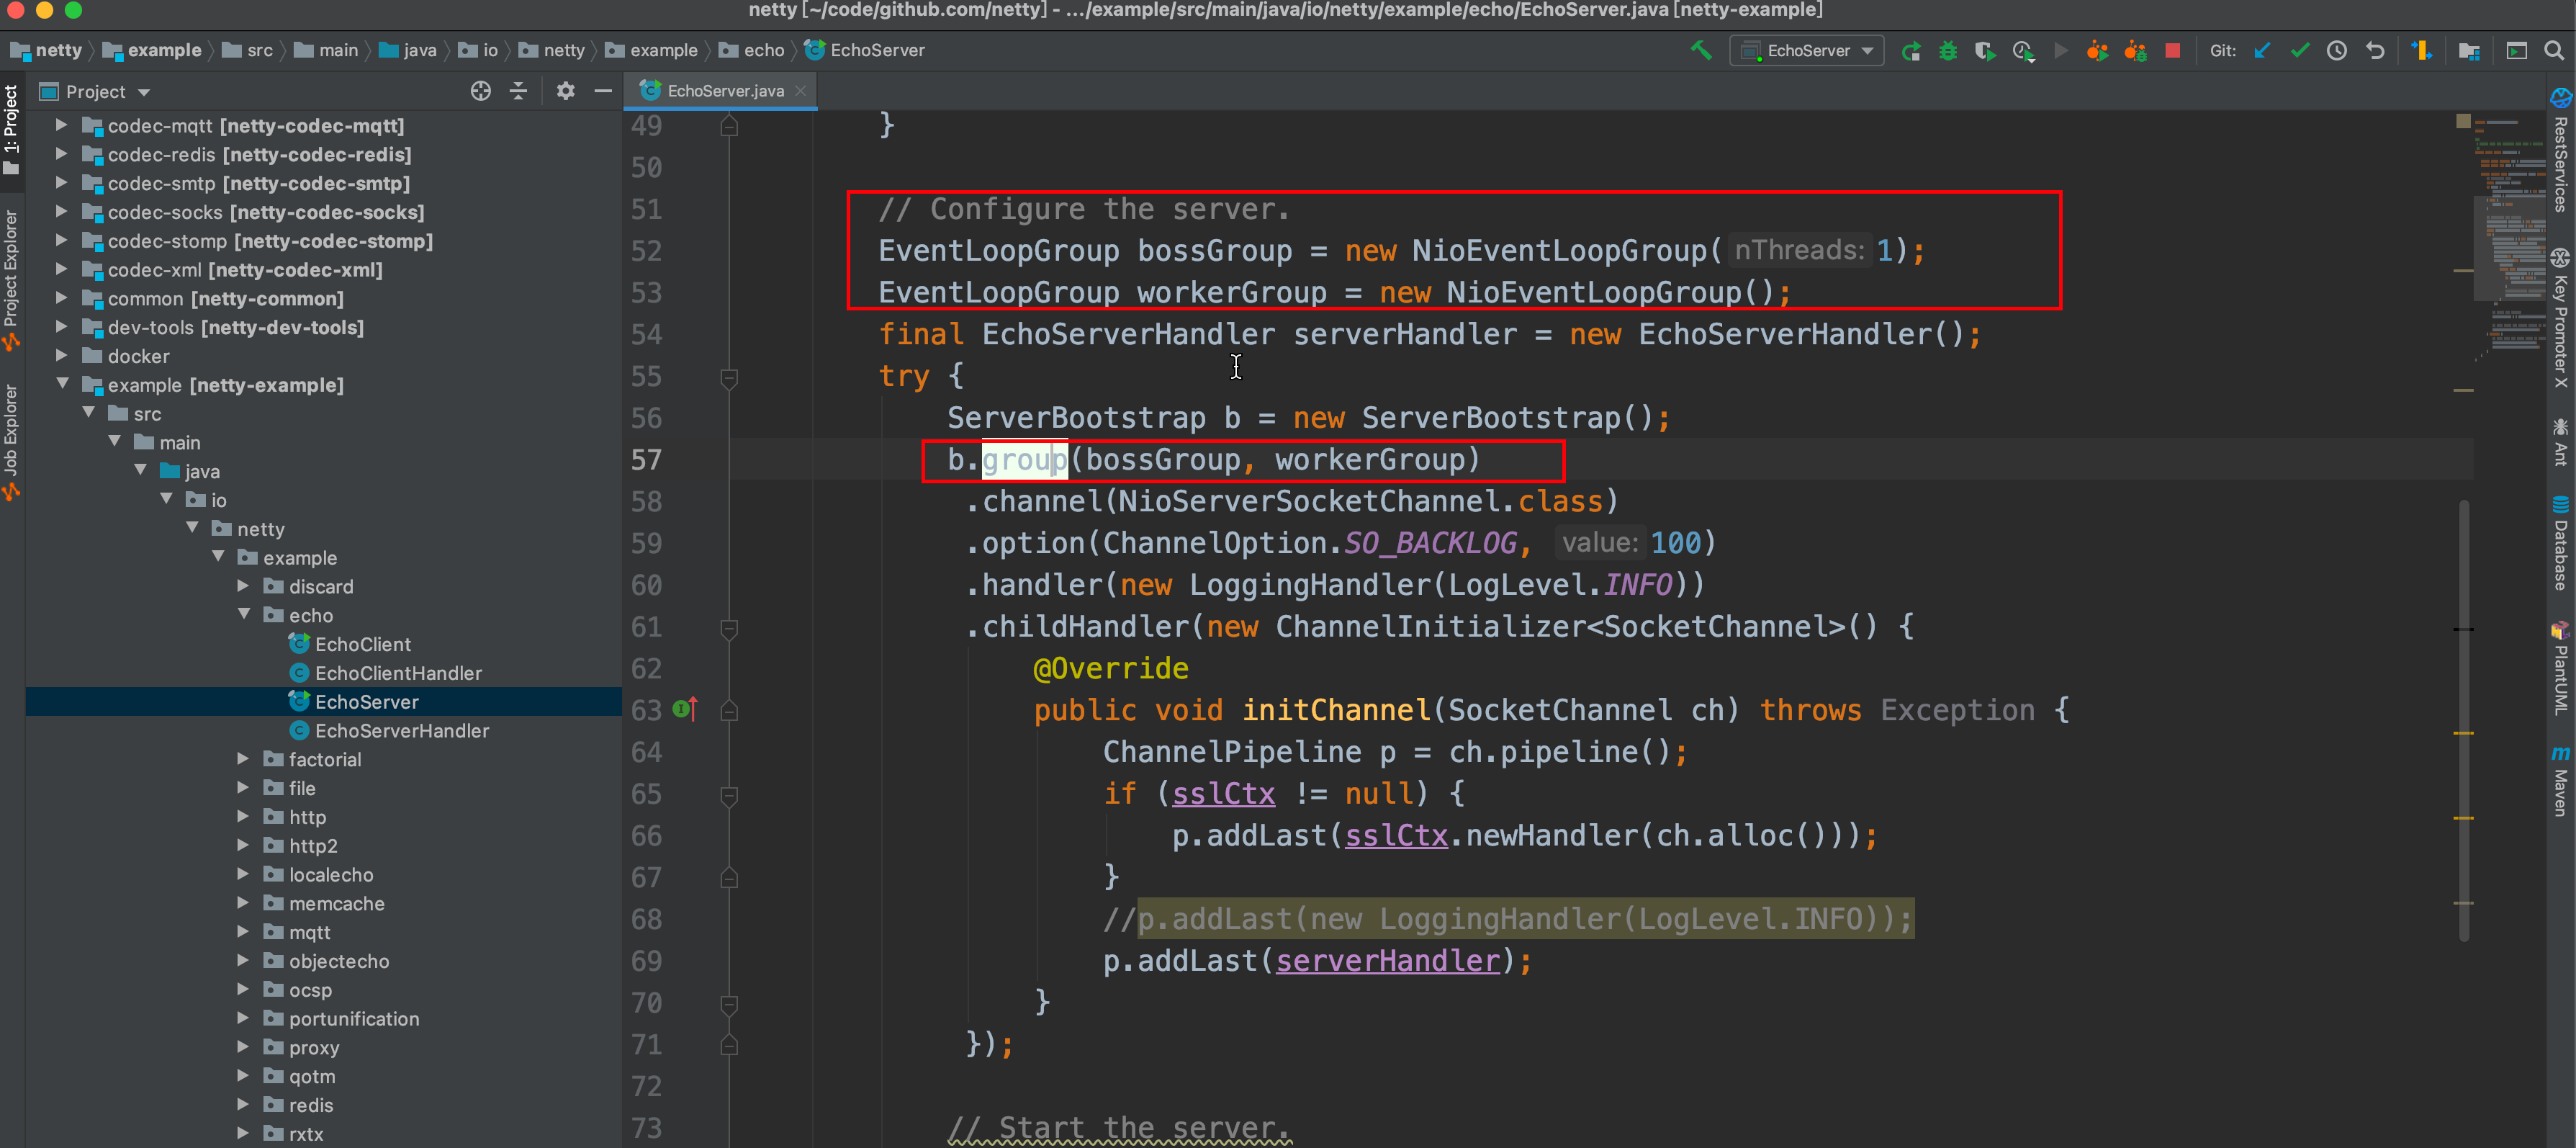 netty [~/code/github.com/netty] - .../example/src/main/java/io/netty/example/echo/EchoServer.java [netty-example]
netty example src main java io netty example echo EchoServer
EchoServer Git:
1: Project
Project Explorer
Job Explorer
Project
codec-mqtt [netty-codec-mqtt]
codec-redis [netty-codec-redis]
codec-smtp [netty-codec-smtp]
codec-socks [netty-codec-socks]
codec-stomp [netty-codec-stomp]
codec-xml [netty-codec-xml]
common [netty-common]
dev-tools [netty-dev-tools]
docker
example [netty-example]
src
main
java
io
netty
example
discard
echo
EchoClient
EchoClientHandler
EchoServer
EchoServerHandler
factorial
file
http
http2
localecho
memcache
mqtt
objectecho
ocsp
portunification
proxy
qotm
redis
rxtx
EchoServer.java
49 }
50
51 // Configure the server.
52 EventLoopGroup bossGroup = new NioEventLoopGroup( nThreads: 1);
53 EventLoopGroup workerGroup = new NioEventLoopGroup();
54 final EchoServerHandler serverHandler = new EchoServerHandler();
55 try {
56 ServerBootstrap b = new ServerBootstrap();
57 b.group(bossGroup, workerGroup)
58 .channel(NioServerSocketChannel.class)
59 .option(ChannelOption.SO_BACKLOG, value: 100)
60 .handler(new LoggingHandler(LogLevel.INFO))
61 .childHandler(new ChannelInitializer<SocketChannel>() {
62 @Override
63 public void initChannel(SocketChannel ch) throws Exception {
64 ChannelPipeline p = ch.pipeline();
65 if (sslCtx != null) {
66 p.addLast(sslCtx.newHandler(ch.alloc()));
67 }
68 //p.addLast(new LoggingHandler(LogLevel.INFO));
69 p.addLast(serverHandler);
70 }
71 });
72
73 // Start the server.
RestServices
Key Promoter X
Ant
Database
PlantUML
Maven